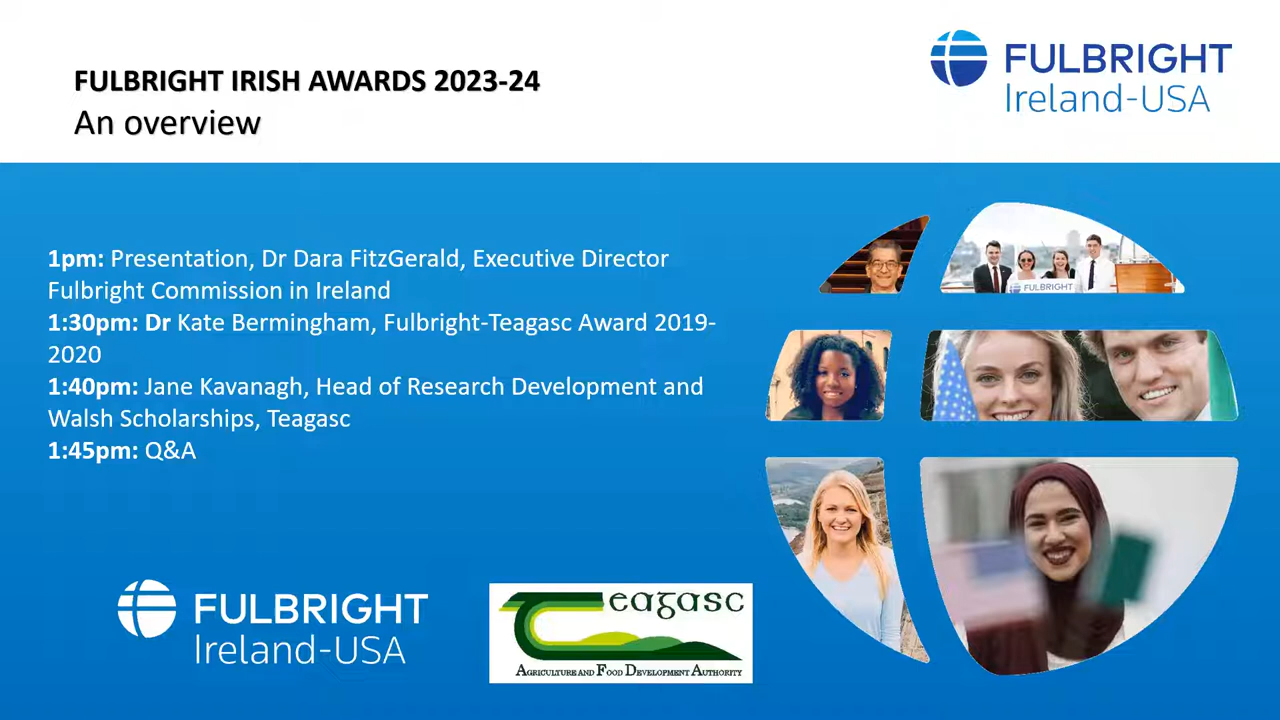 FULBRIGHT IRISH AWARDS 2023-24
An overview
FULBRIGHT
Ireland-USA
1pm: Presentation, Dr Dara FitzGerald, Executive Director
Fulbright Commission in Ireland
1:30pm: Dr Kate Bermingham, Fulbright-Teagasc Award 2019-
2020
1:40pm: Jane Kavanagh, Head of Research Development and
Walsh Scholarships, Teagasc
1:45pm: Q&A
FULBRIGHT
FULBRIGHT
Ireland-USA
Teagasc
AGRICULTURE AND FOOD DEVELOPMENT AUTHORITY